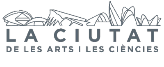 LA CIUTAT
DE LES ARTS I LES CIÈNCIES